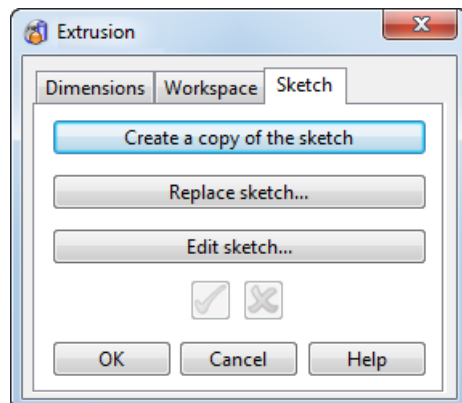 Extrusion
Dimensions Workspace Sketch
Create a copy of the sketch
Replace sketch...
Edit sketch...
OK Cancel Help